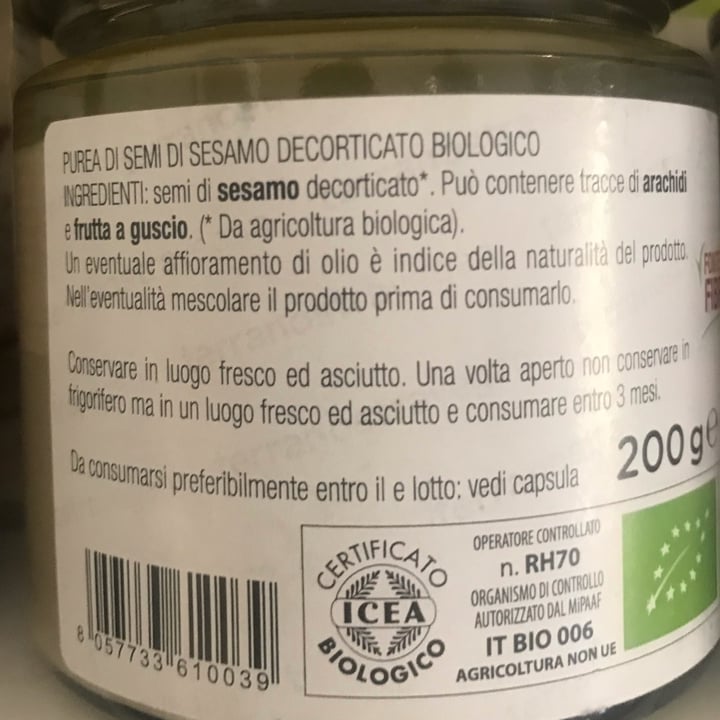 PUREA DI SEMI DI SESAMO DECORTICATO BIOLOGICO
INGREDIENTI: semi di sesamo decorticato*. Può contenere tracce di arachidi
e frutta a guscio. (* Da agricoltura biologica).
Un eventuale affioramento di olio è indice della naturalità del prodotto.
Nell'eventualità mescolare il prodotto prima di consumarlo.
Conservare in luogo fresco ed asciutto. Una volta aperto non conservare in
frigorifero ma in un luogo fresco ed asciutto e consumare entro 3 mesi.
200 g e
Da consumarsi preferibilmente entro il e lotto: vedi capsula
8 057733 610039
CERTIFICATO
ICEA
BIOLOGICO
OPERATORE CONTROLLATO
n. RH70
ORGANISMO DI CONTROLLO
AUTORIZZATO DAL MiPAAF
IT BIO 006
AGRICOLTURA NON UE